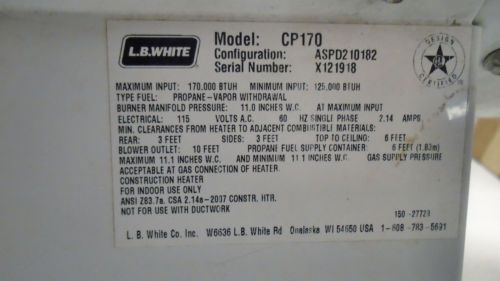 L.B.WHITE
Model: CP170
Configuration: ASPD210182
Serial Number: X121918
DESIGN
CERTIFIED
MAXIMUM INPUT: 170,000 BTUH MINIMUM INPUT: 125,000 BTUH
TYPE FUEL: PROPANE-VAPOR WITHDRAWAL
BURNER MANIFOLD PRESSURE: 11.0 INCHES W.C. AT MAXIMUM INPUT
ELECTRICAL: 115 VOLTS A.C. 60 HZ SINGLE PHASE 2.14 AMPS
MIN. CLEARANCES FROM HEATER TO ADJACENT COMBUSTIBLE MATERIALS:
REAR: 3 FEET SIDES: 3 FEET TOP TO CEILING: 6 FEET
BLOWER OUTLET: 10 FEET PROPANE FUEL SUPPLY CONTAINER: 6 FEET (1.83m)
MAXIMUM 11.1 INCHES W.C. AND MINIMUM 11.1 INCHES W.C. GAS SUPPLY PRESSURE
ACCEPTABLE AT GAS CONNECTION OF HEATER.
CONSTRUCTION HEATER
FOR INDOOR USE ONLY
ANSI Z83.7a, CSA 2.14a-2007 CONSTR. HTR.
NOT FOR USE WITH DUCTWORK
150-27729
L. B. White Co. Inc. W6636 L.B. White Rd Onalaska WI 54650 USA 1-608-783-5691